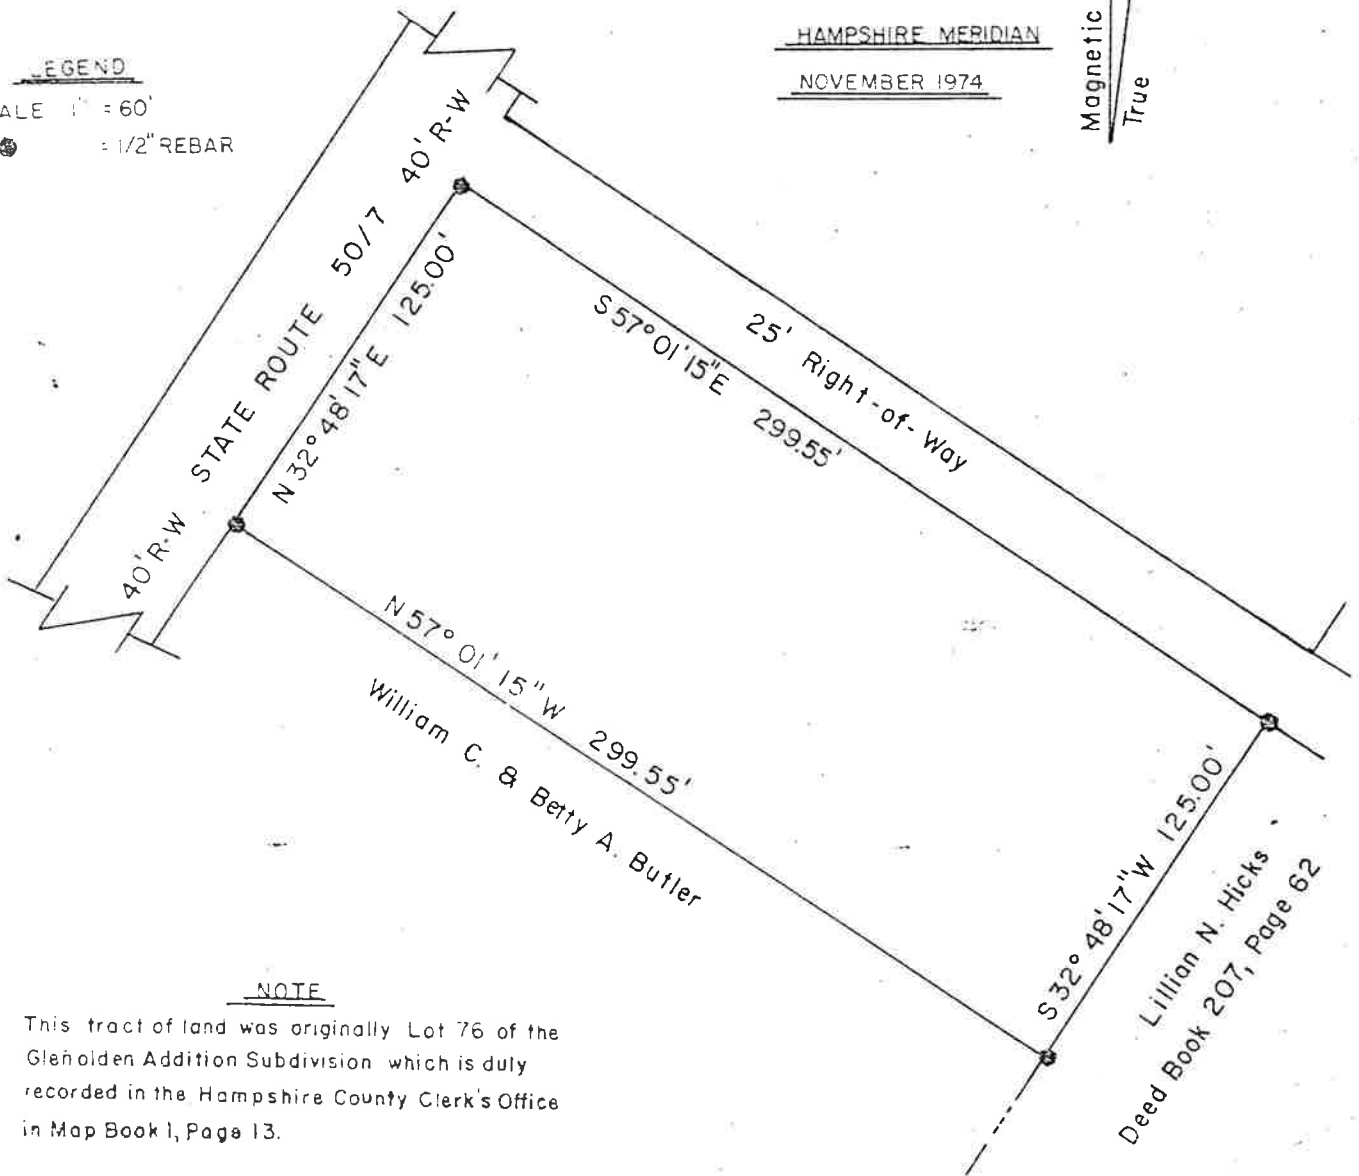 HAMPSHIRE MERIDIAN
NOVEMBER 1974
Magnetic
True
EGEND
ALE 1" = 60'
= 1/2" REBAR
40' R-W STATE ROUTE 50/7 40' R-W
N 32° 48' 17" E 125.00'
S 57° 01' 15" E 299.55'
25' Right-of-Way
N 57° 01' 15" W 299.55'
William C. & Betty A. Butler
S 32° 48' 17" W 125.00'
Lillian N. Hicks
Deed Book 207, Page 62
NOTE
This tract of land was originally Lot 76 of the
Glenolden Addition Subdivision which is duly
recorded in the Hampshire County Clerk's Office
in Map Book 1, Page 13.